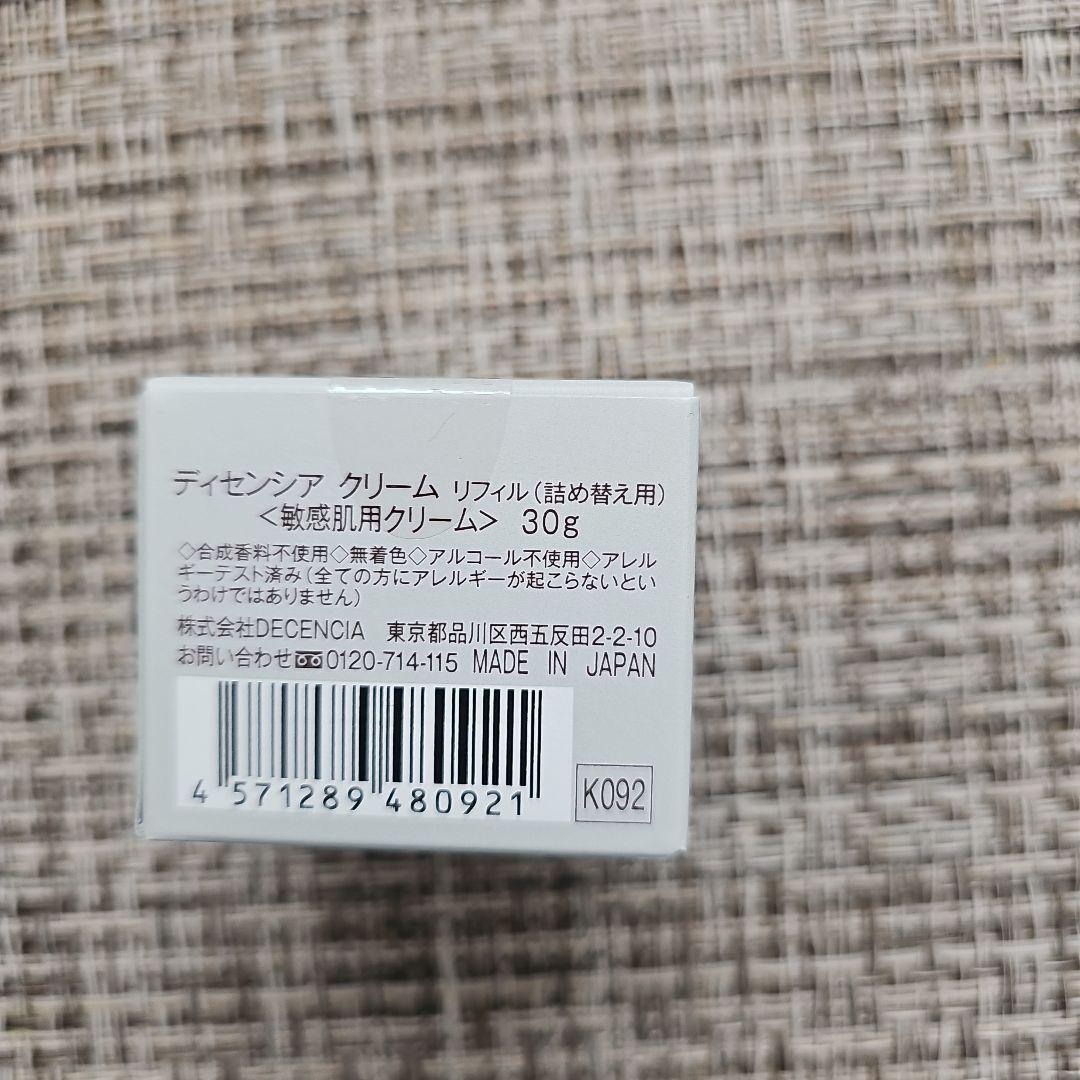 ディセンシア クリーム リフィル（詰め替え用）
＜敏感肌用クリーム＞ 30g
◇合成香料不使用◇無着色◇アルコール不使用◇アレル
ギーテスト済み（全ての方にアレルギーが起こらないとい
うわけではありません）
株式会社DECENCIA 東京都品川区西五反田2-2-10
お問い合わせ 0120-714-115 MADE IN JAPAN
4 571289 480921
K092